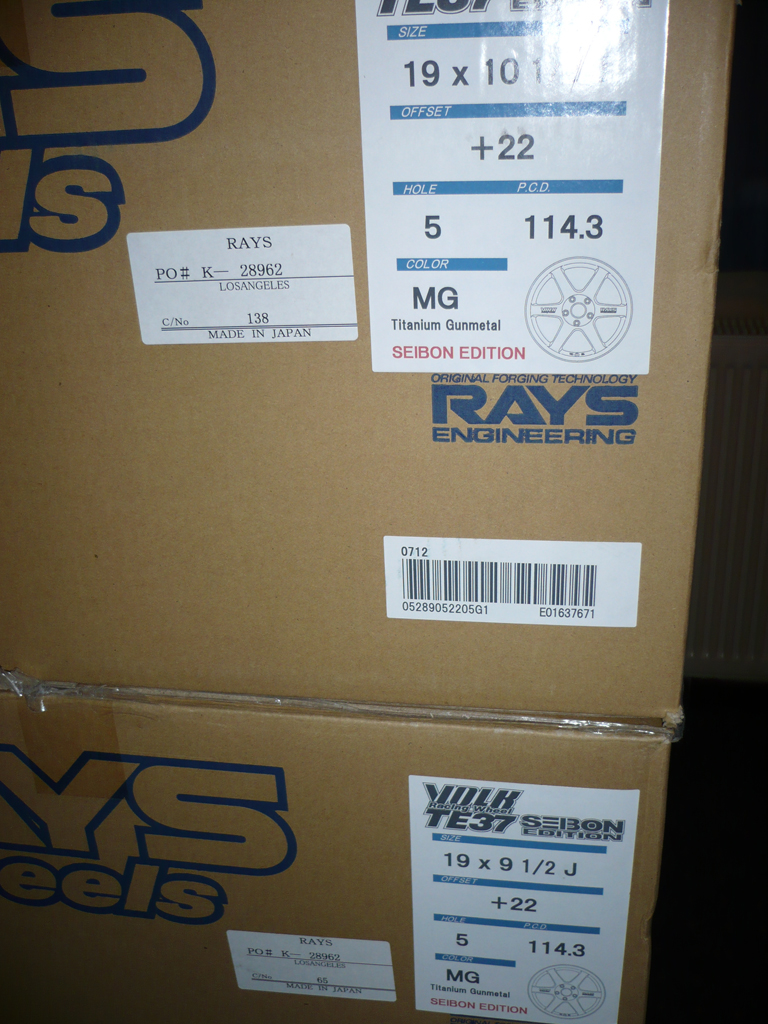 TE37
SIZE
19 x 10 1
OFFSET
+22
HOLE P.C.D.
5 114.3
COLOR
MG
Titanium Gunmetal
SEIBON EDITION
RAYS
PO# K— 28962
LOSANGELES
C/No 138
MADE IN JAPAN
ORIGINAL FORGING TECHNOLOGY
RAYS
ENGINEERING
0712
05289052205G1 E01637671
VOLK
Racing Wheel
TE37 SEIBON
EDITION
SIZE
19 x 9 1/2 J
OFFSET
+22
HOLE P.C.D.
5 114.3
COLOR
MG
Titanium Gunmetal
SEIBON EDITION
YS
eels
RAYS
PO# K— 28962
LOSANGELES
C/No 65
MADE IN JAPAN